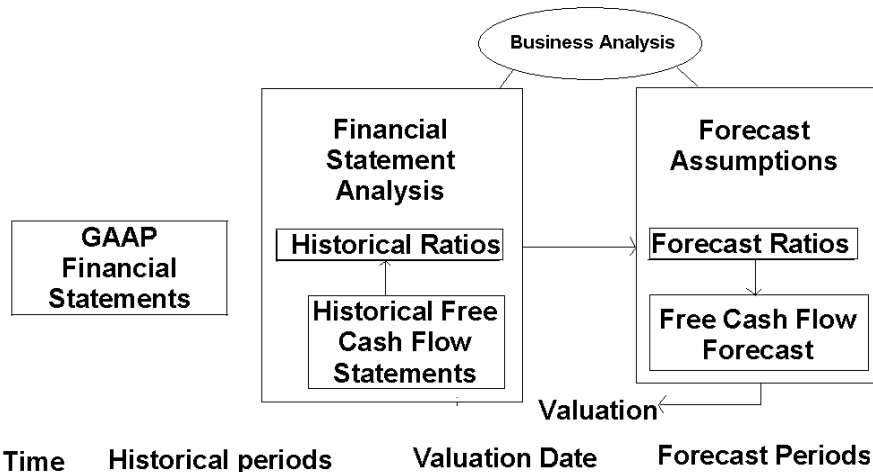 Business Analysis
Financial
Statement
Analysis
Forecast
Assumptions
GAAP
Financial
Statements
Historical Ratios
Forecast Ratios
Historical Free
Cash Flow
Statements
Free Cash Flow
Forecast
Valuation
Time Historical periods Valuation Date Forecast Periods